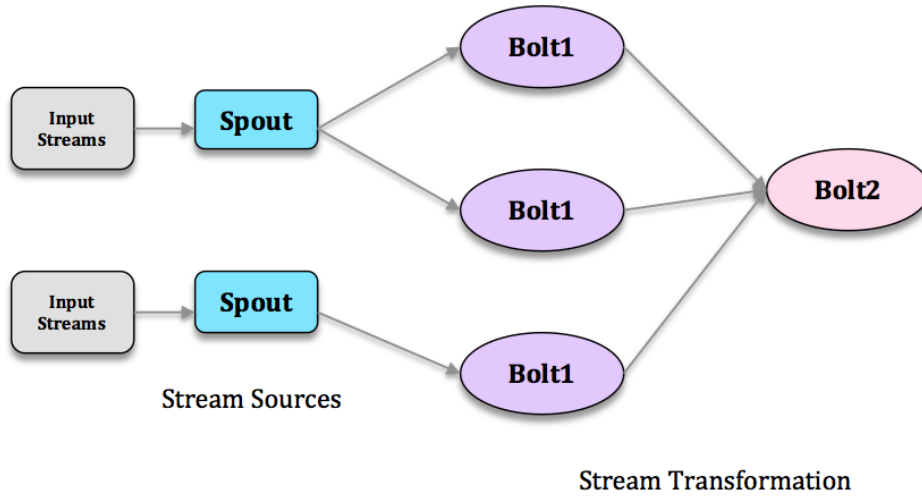 Bolt1
Input
Streams
Spout
Bolt2
Bolt1
Input
Streams
Spout
Bolt1
Stream Sources
Stream Transformation